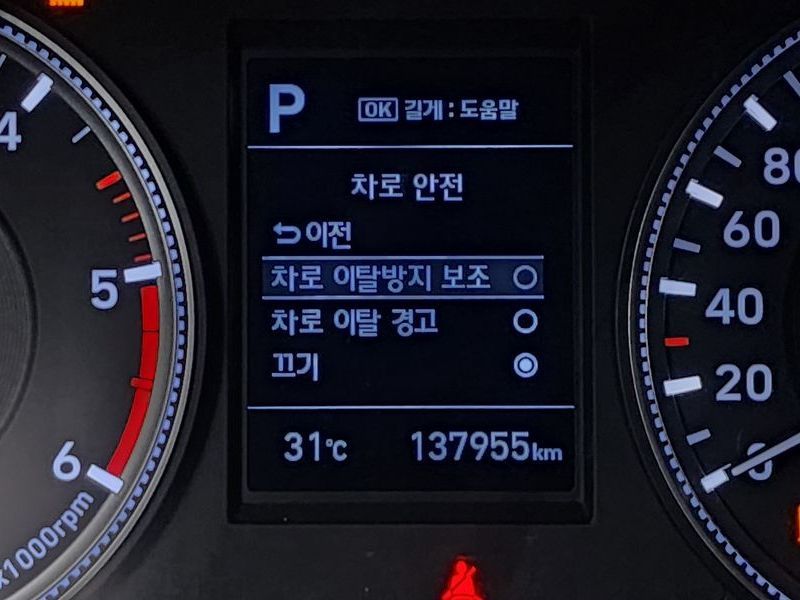 P
OK 길게 : 도움말
차로 안전
이전
차로 이탈방지 보조
차로 이탈 경고
끄기
31°C 137955km
4
5
6
x1000rpm
80
60
40
20
0